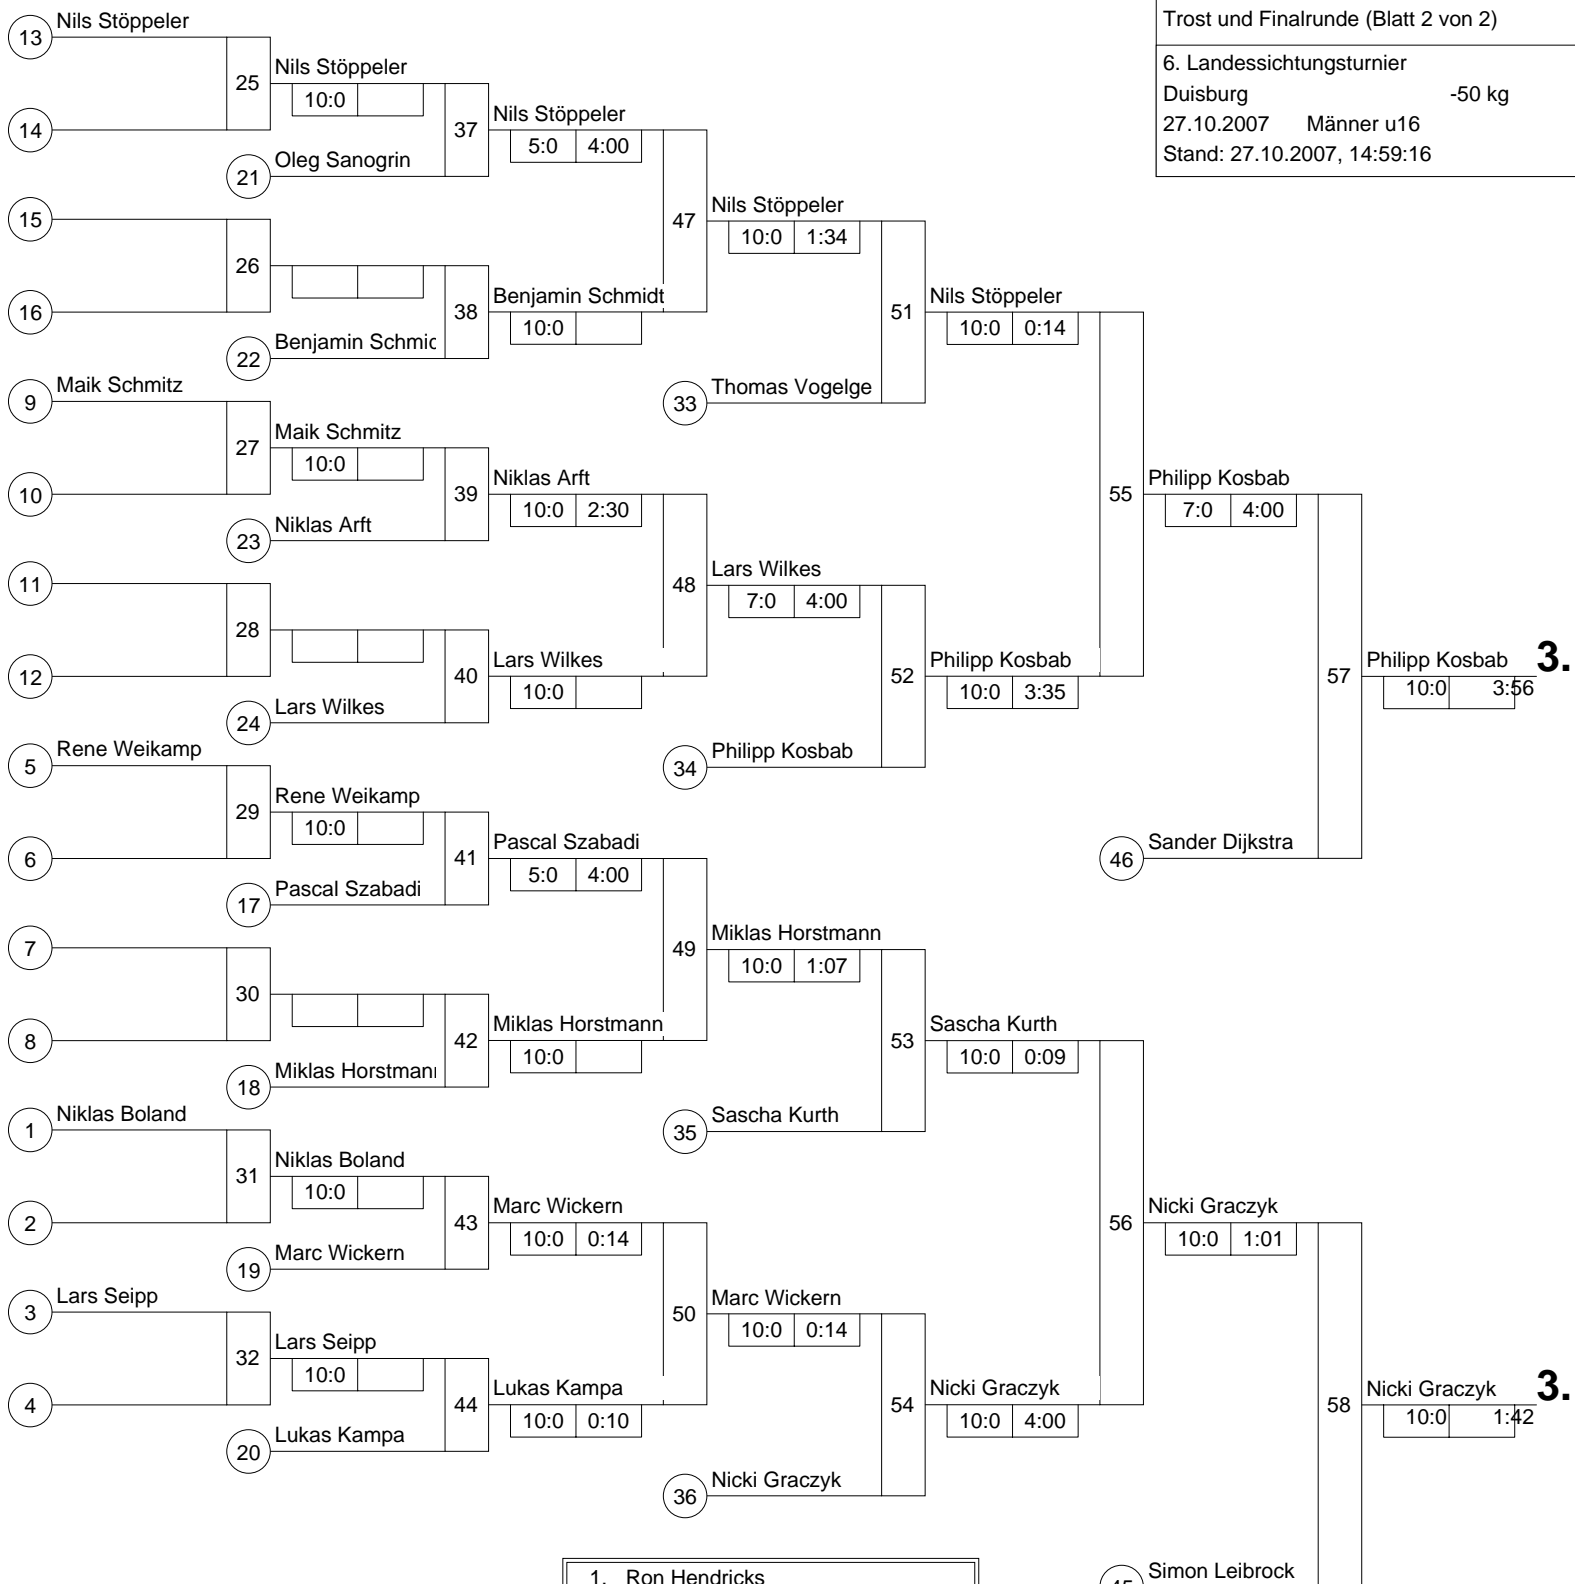 Trost und Finalrunde (Blatt 2 von 2)
6. Landessichtungsturnier
Duisburg -50 kg
27.10.2007 Männer u16
Stand: 27.10.2007, 14:59:16
13 Nils Stöppeler
25 Nils Stöppeler
10:0
14
37 Nils Stöppeler
5:0 4:00
21 Oleg Sanogrin
15
47 Nils Stöppeler
10:0 1:34
26
16
38 Benjamin Schmidt
10:0
22 Benjamin Schmid
51 Nils Stöppeler
10:0 0:14
33 Thomas Vogelge
9 Maik Schmitz
27 Maik Schmitz
10:0
10
39 Niklas Arft
10:0 2:30
23 Niklas Arft
55 Philipp Kosbab
7:0 4:00
11
48 Lars Wilkes
7:0 4:00
28
12
40 Lars Wilkes
10:0
24 Lars Wilkes
52 Philipp Kosbab
10:0 3:35
57 Philipp Kosbab 3.
10:0 3:56
34 Philipp Kosbab
5 Rene Weikamp
29 Rene Weikamp
10:0
6
41 Pascal Szabadi
5:0 4:00
46 Sander Dijkstra
17 Pascal Szabadi
7
49 Miklas Horstmann
10:0 1:07
30
8
42 Miklas Horstmann
10:0
18 Miklas Horstman
53 Sascha Kurth
10:0 0:09
35 Sascha Kurth
1 Niklas Boland
31 Niklas Boland
10:0
2
43 Marc Wickern
10:0 0:14
19 Marc Wickern
56 Nicki Graczyk
10:0 1:01
3 Lars Seipp
50 Marc Wickern
10:0 0:14
32 Lars Seipp
10:0
4
44 Lukas Kampa
10:0 0:10
20 Lukas Kampa
54 Nicki Graczyk
10:0 4:00
58 Nicki Graczyk 3.
10:0 1:42
36 Nicki Graczyk
1. Ron Hendricks
45 Simon Leibrock